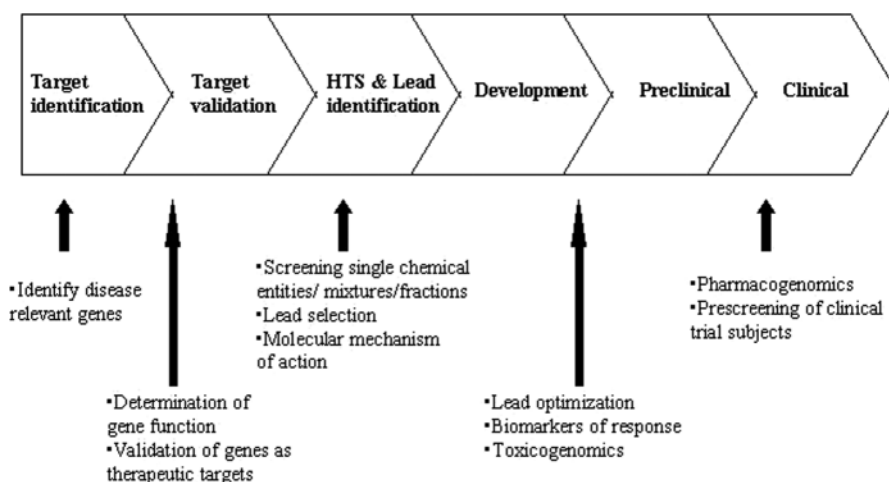 Target
identification
Target
validation
HTS & Lead
identification
Development
Preclinical
Clinical
▪Identify disease
relevant genes
▪Determination of
gene function
▪Validation of genes as
therapeutic targets
▪Screening single chemical
entities/ mixtures/fractions
▪Lead selection
▪Molecular mechanism
of action
▪Lead optimization
▪Biomarkers of response
▪Toxicogenomics
▪Pharmacogenomics
▪Prescreening of clinical
trial subjects